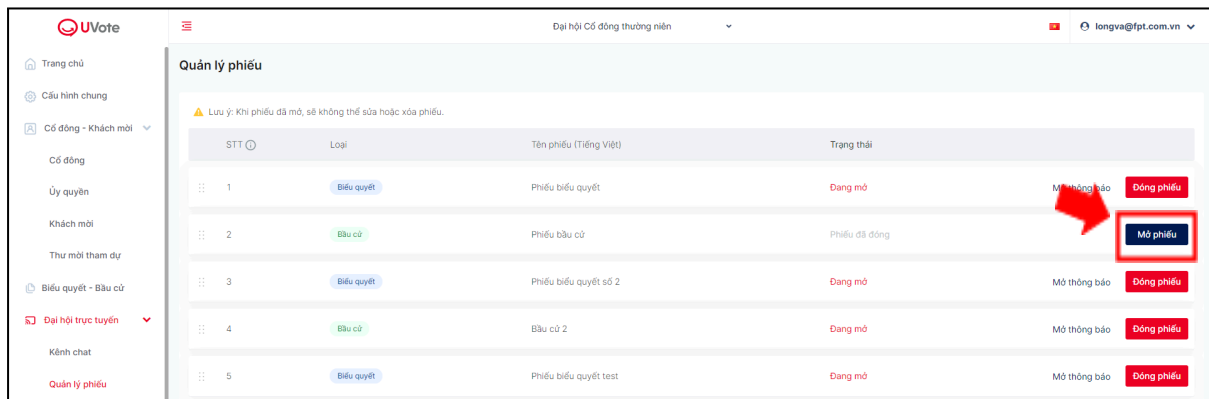 UVote
Đại hội Cổ đông thường niên
longva@fpt.com.vn
Trang chủ
Cấu hình chung
Cổ đông - Khách mời
Cổ đông
Ủy quyền
Khách mời
Thư mời tham dự
Biểu quyết - Bầu cử
Đại hội trực tuyến
Kênh chat
Quản lý phiếu
Quản lý phiếu
Lưu ý: Khi phiếu đã mở, sẽ không thể sửa hoặc xóa phiếu.
STT Loại Tên phiếu (Tiếng Việt) Trạng thái
1 Biểu quyết Phiếu biểu quyết Đang mở Mở thông báo Đóng phiếu
2 Bầu cử Phiếu bầu cử Phiếu đã đóng Mở phiếu
3 Biểu quyết Phiếu biểu quyết số 2 Đang mở Mở thông báo Đóng phiếu
4 Bầu cử Bầu cử 2 Đang mở Mở thông báo Đóng phiếu
5 Biểu quyết Phiếu biểu quyết test Đang mở Mở thông báo Đóng phiếu